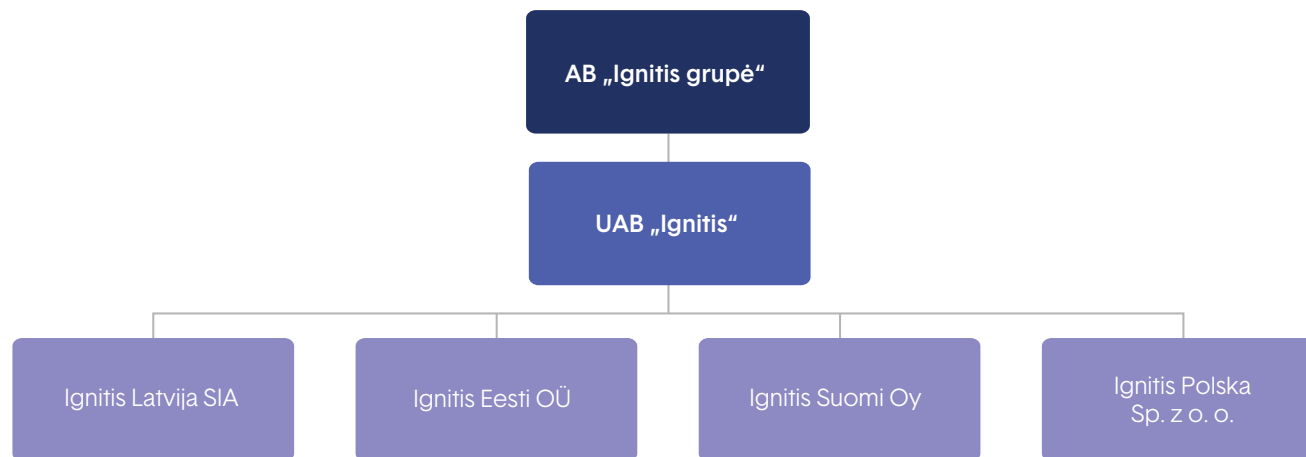 AB „Ignitis grupė“
UAB „Ignitis“
Ignitis Latvija SIA
Ignitis Eesti OÜ
Ignitis Suomi Oy
Ignitis Polska
Sp. z o. o.